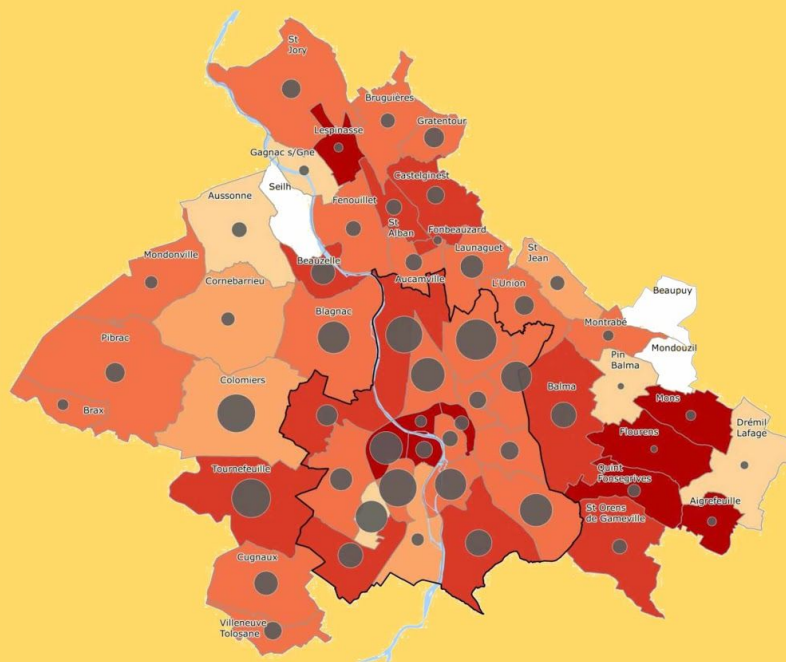 St
Jory
Bruguières
Gratentour
Lespinasse
Gagnac s/Gne
Castelginest
Seilh
Aussonne
Fenouillet
St
Alban
Fonbeauzard
Launaguet
St
Jean
Mondonville
Beauzelle
Cornebarrieu
Aucamville
L'Union
Beaupuy
Blagnac
Montrabé
Pibrac
Mondouzil
Pin
Balma
Colomiers
Balma
Mons
Brax
Drémil
Lafage
Flourens
Tournefeuille
Quint
Fonsegrives
Aigrefeuille
St Orens
de Gameville
Cugnaux
Villeneuve
Tolosane